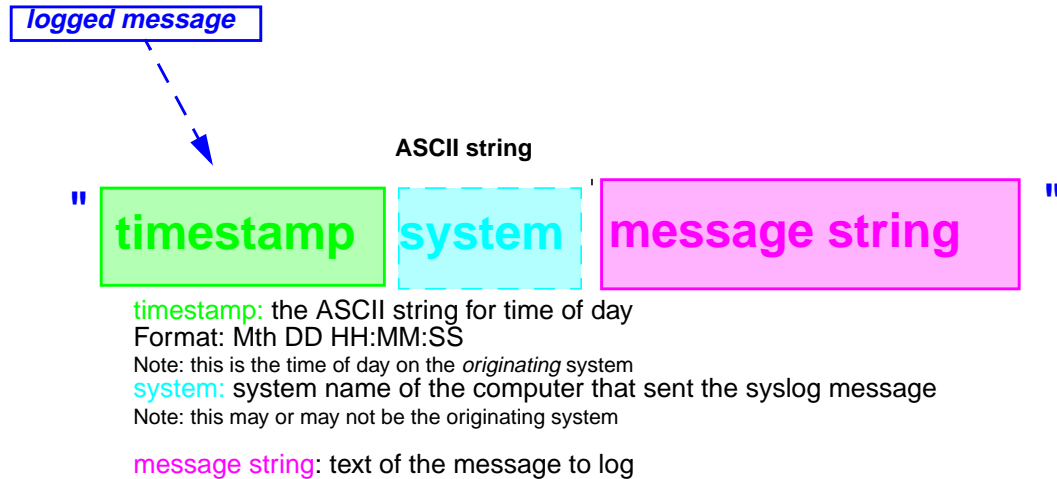 logged message
ASCII string
" timestamp system ' message string "
timestamp: the ASCII string for time of day
Format: Mth DD HH:MM:SS
Note: this is the time of day on the originating system
system: system name of the computer that sent the syslog message
Note: this may or may not be the originating system
message string: text of the message to log